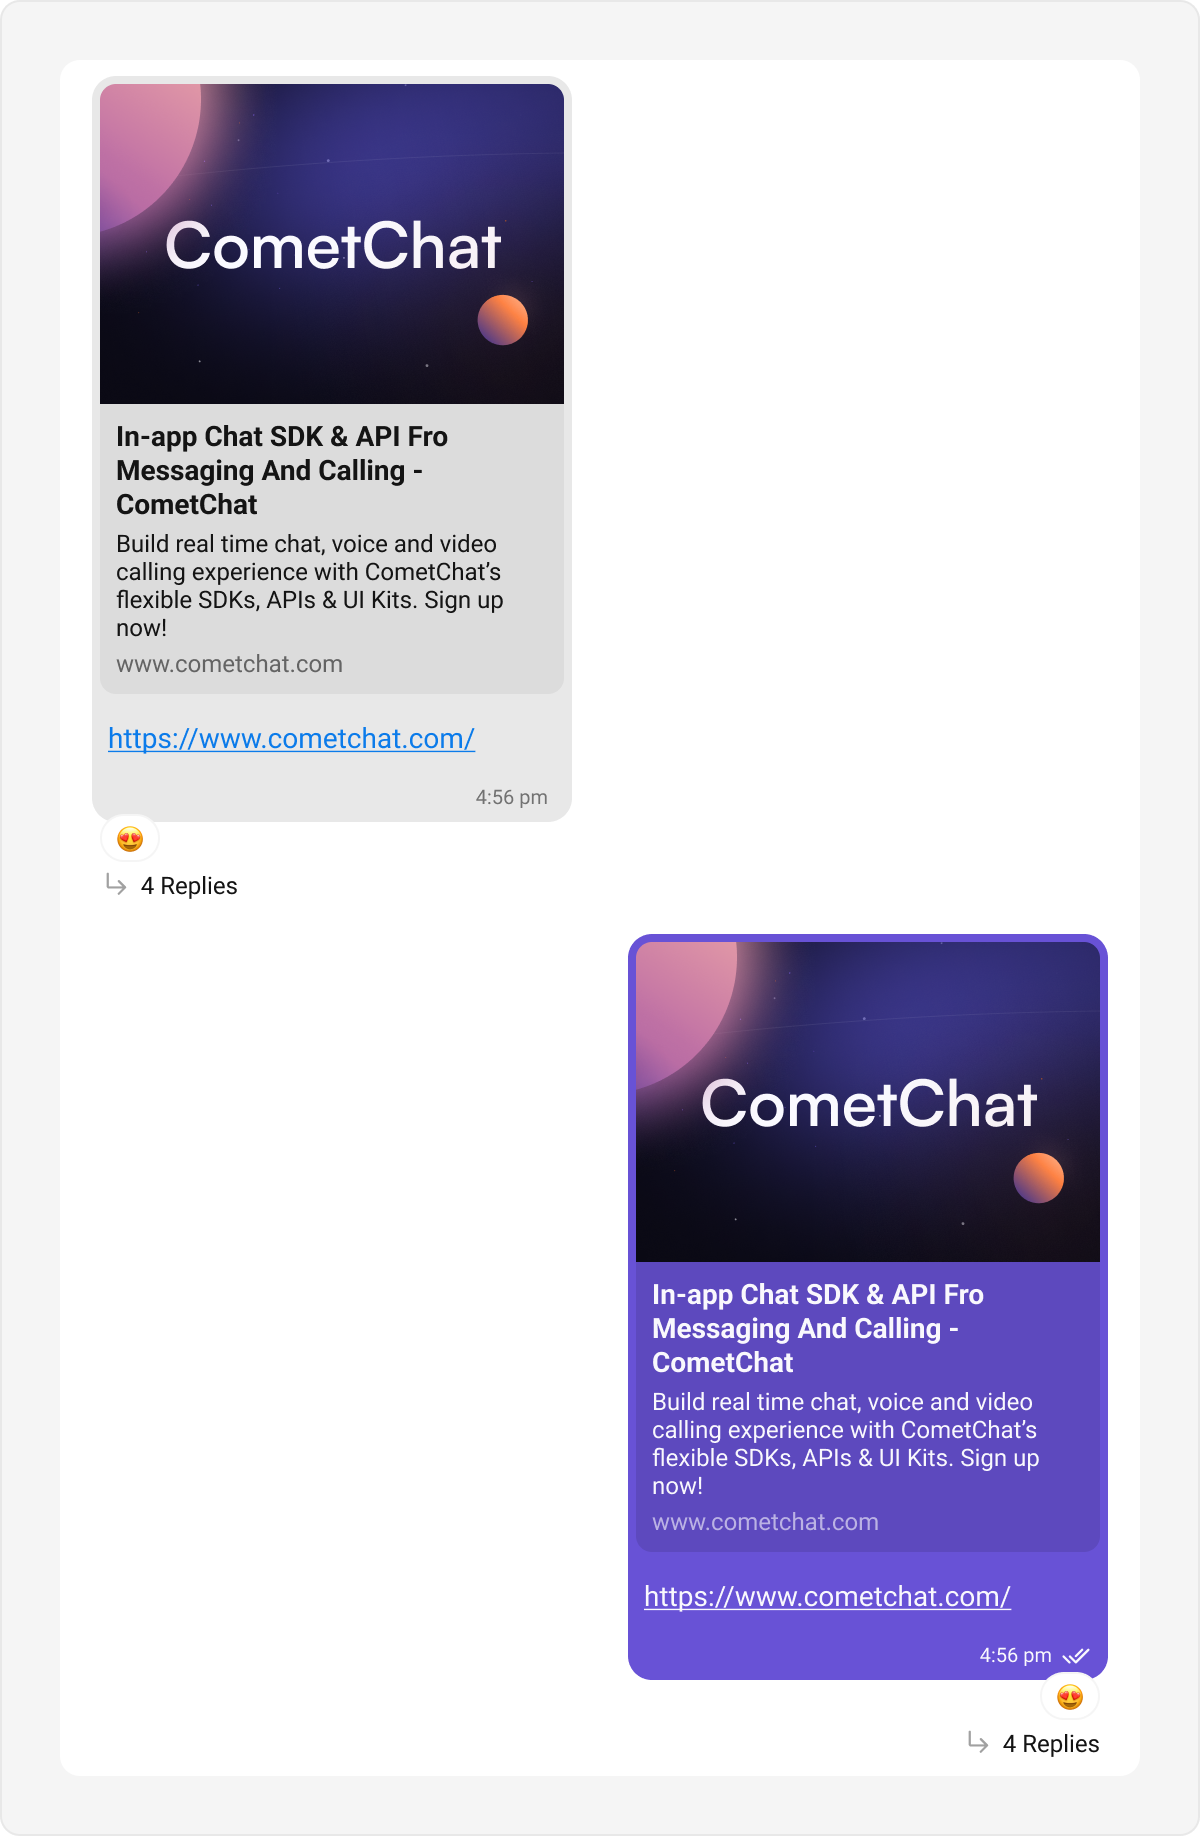 CometChat
In-app Chat SDK & API Fro
Messaging And Calling -
CometChat
Build real time chat, voice and video
calling experience with CometChat’s
flexible SDKs, APIs & UI Kits. Sign up
now!
www.cometchat.com
https://www.cometchat.com/
4:56 pm
4 Replies
CometChat
In-app Chat SDK & API Fro
Messaging And Calling -
CometChat
Build real time chat, voice and video
calling experience with CometChat’s
flexible SDKs, APIs & UI Kits. Sign up
now!
www.cometchat.com
https://www.cometchat.com/
4:56 pm
4 Replies